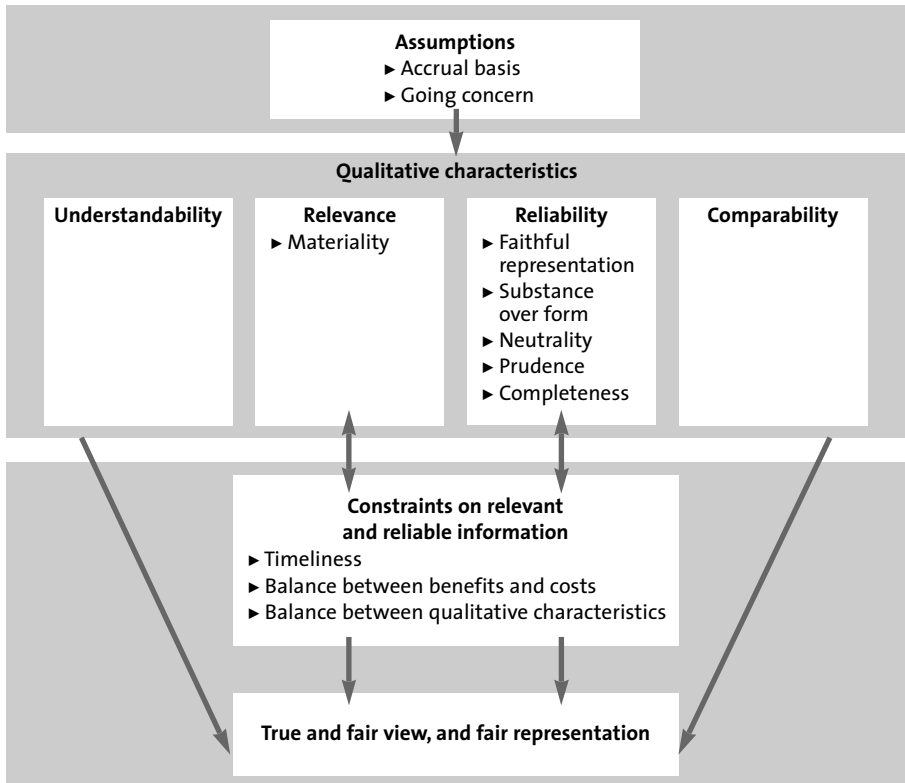 Assumptions
► Accrual basis
► Going concern
Qualitative characteristics
Understandability
Relevance
► Materiality
Reliability
► Faithful
representation
► Substance
over form
► Neutrality
► Prudence
► Completeness
Comparability
Constraints on relevant
and reliable information
► Timeliness
► Balance between benefits and costs
► Balance between qualitative characteristics
True and fair view, and fair representation